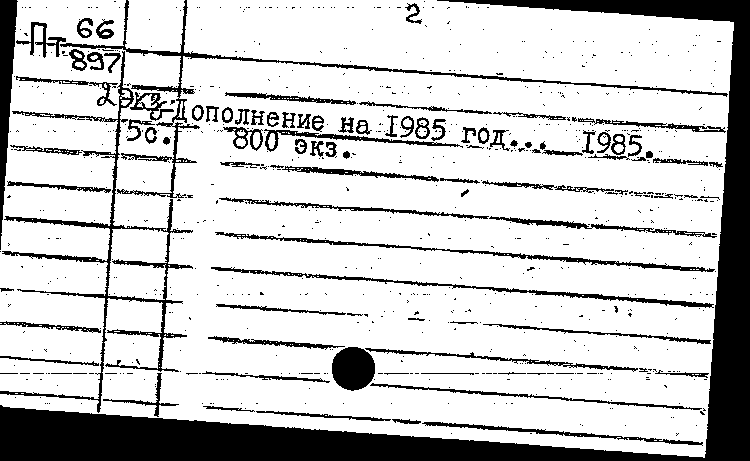 2
Пт 66
897
2 экз Дополнение на 1985 год... 1985.
5с. 800 экз.